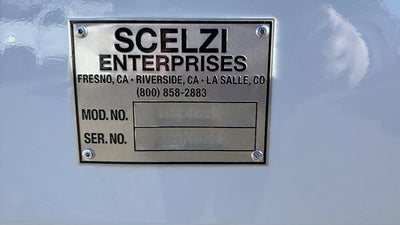 SCELZI
ENTERPRISES
FRESNO, CA • RIVERSIDE, CA • LA SALLE, CO
(800) 858-2883
MOD. NO.
SER. NO.